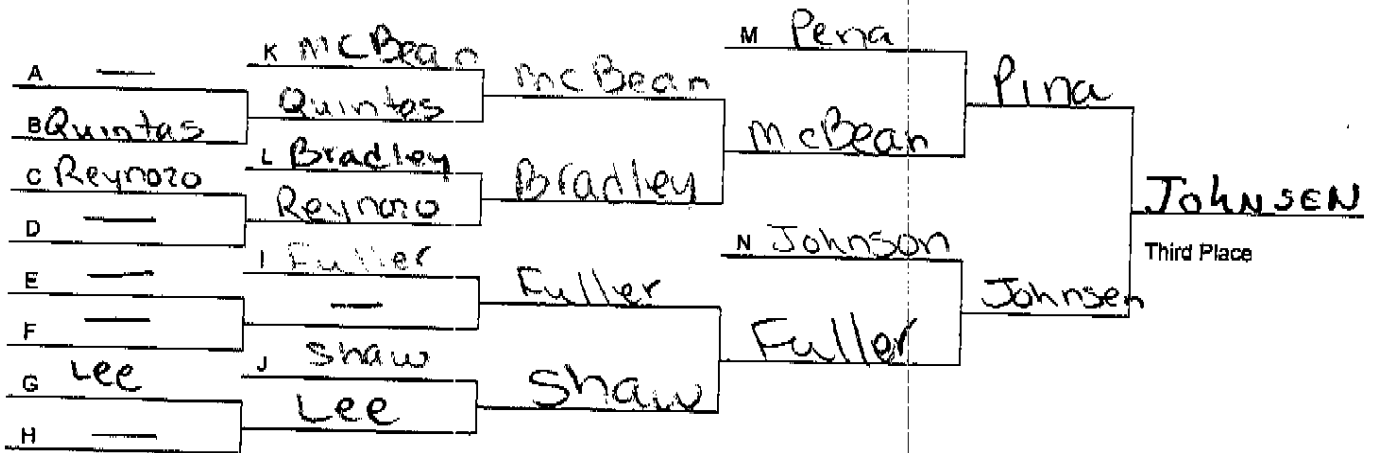 M Pena
K McBean
Pina
A —
McBean
Quintas
B Quintas
McBean
L Bradley
C Reynozo
Bradley
JOHNSEN
Reynozo
D —
N Johnson
Third Place
I Fuller
E —
Fuller
Johnsen
—
F —
Fuller
J Shaw
G Lee
Shaw
Lee
H —